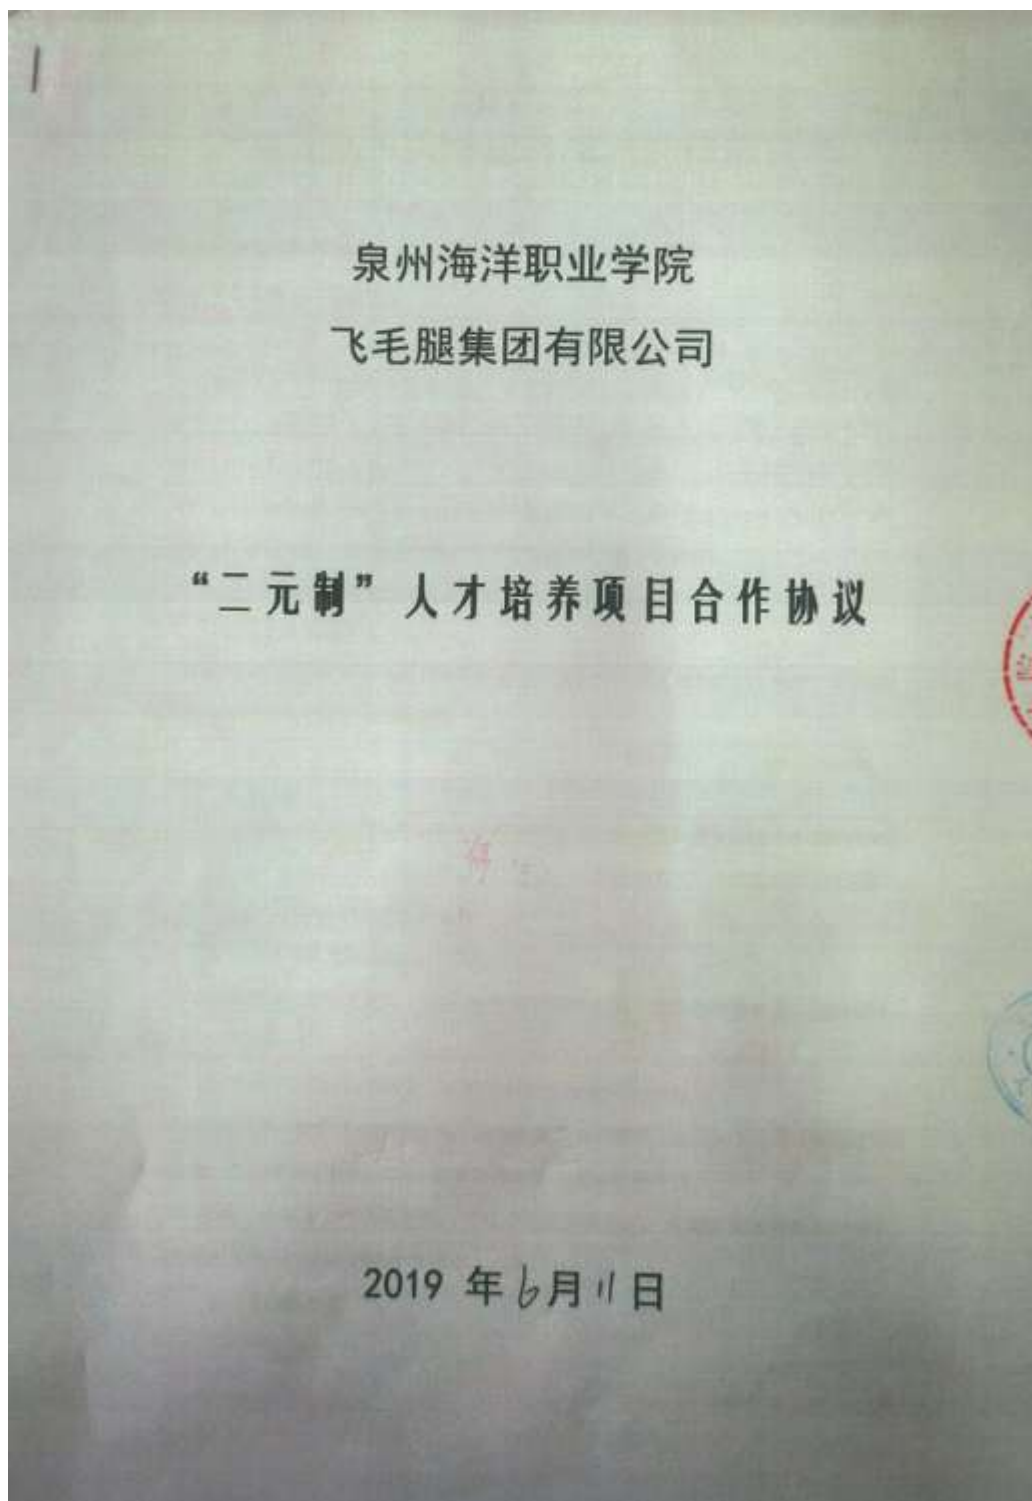 泉州海洋职业学院
飞毛腿集团有限公司
“二元制”人才培养项目合作协议
2019 年 6 月 11 日